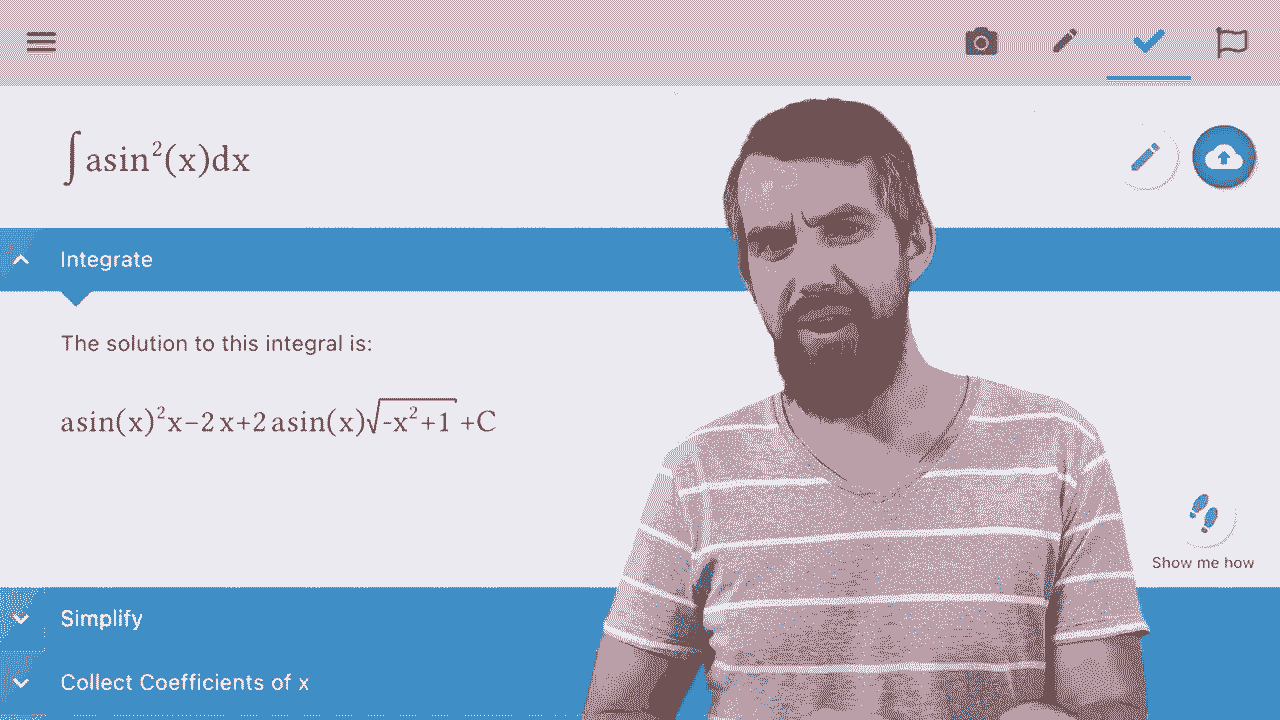 ∫asin²(x)dx
Integrate
The solution to this integral is:
asin(x)²x−2x+2asin(x)√(-x²+1) +C
Show me how
Simplify
Collect Coefficients of x